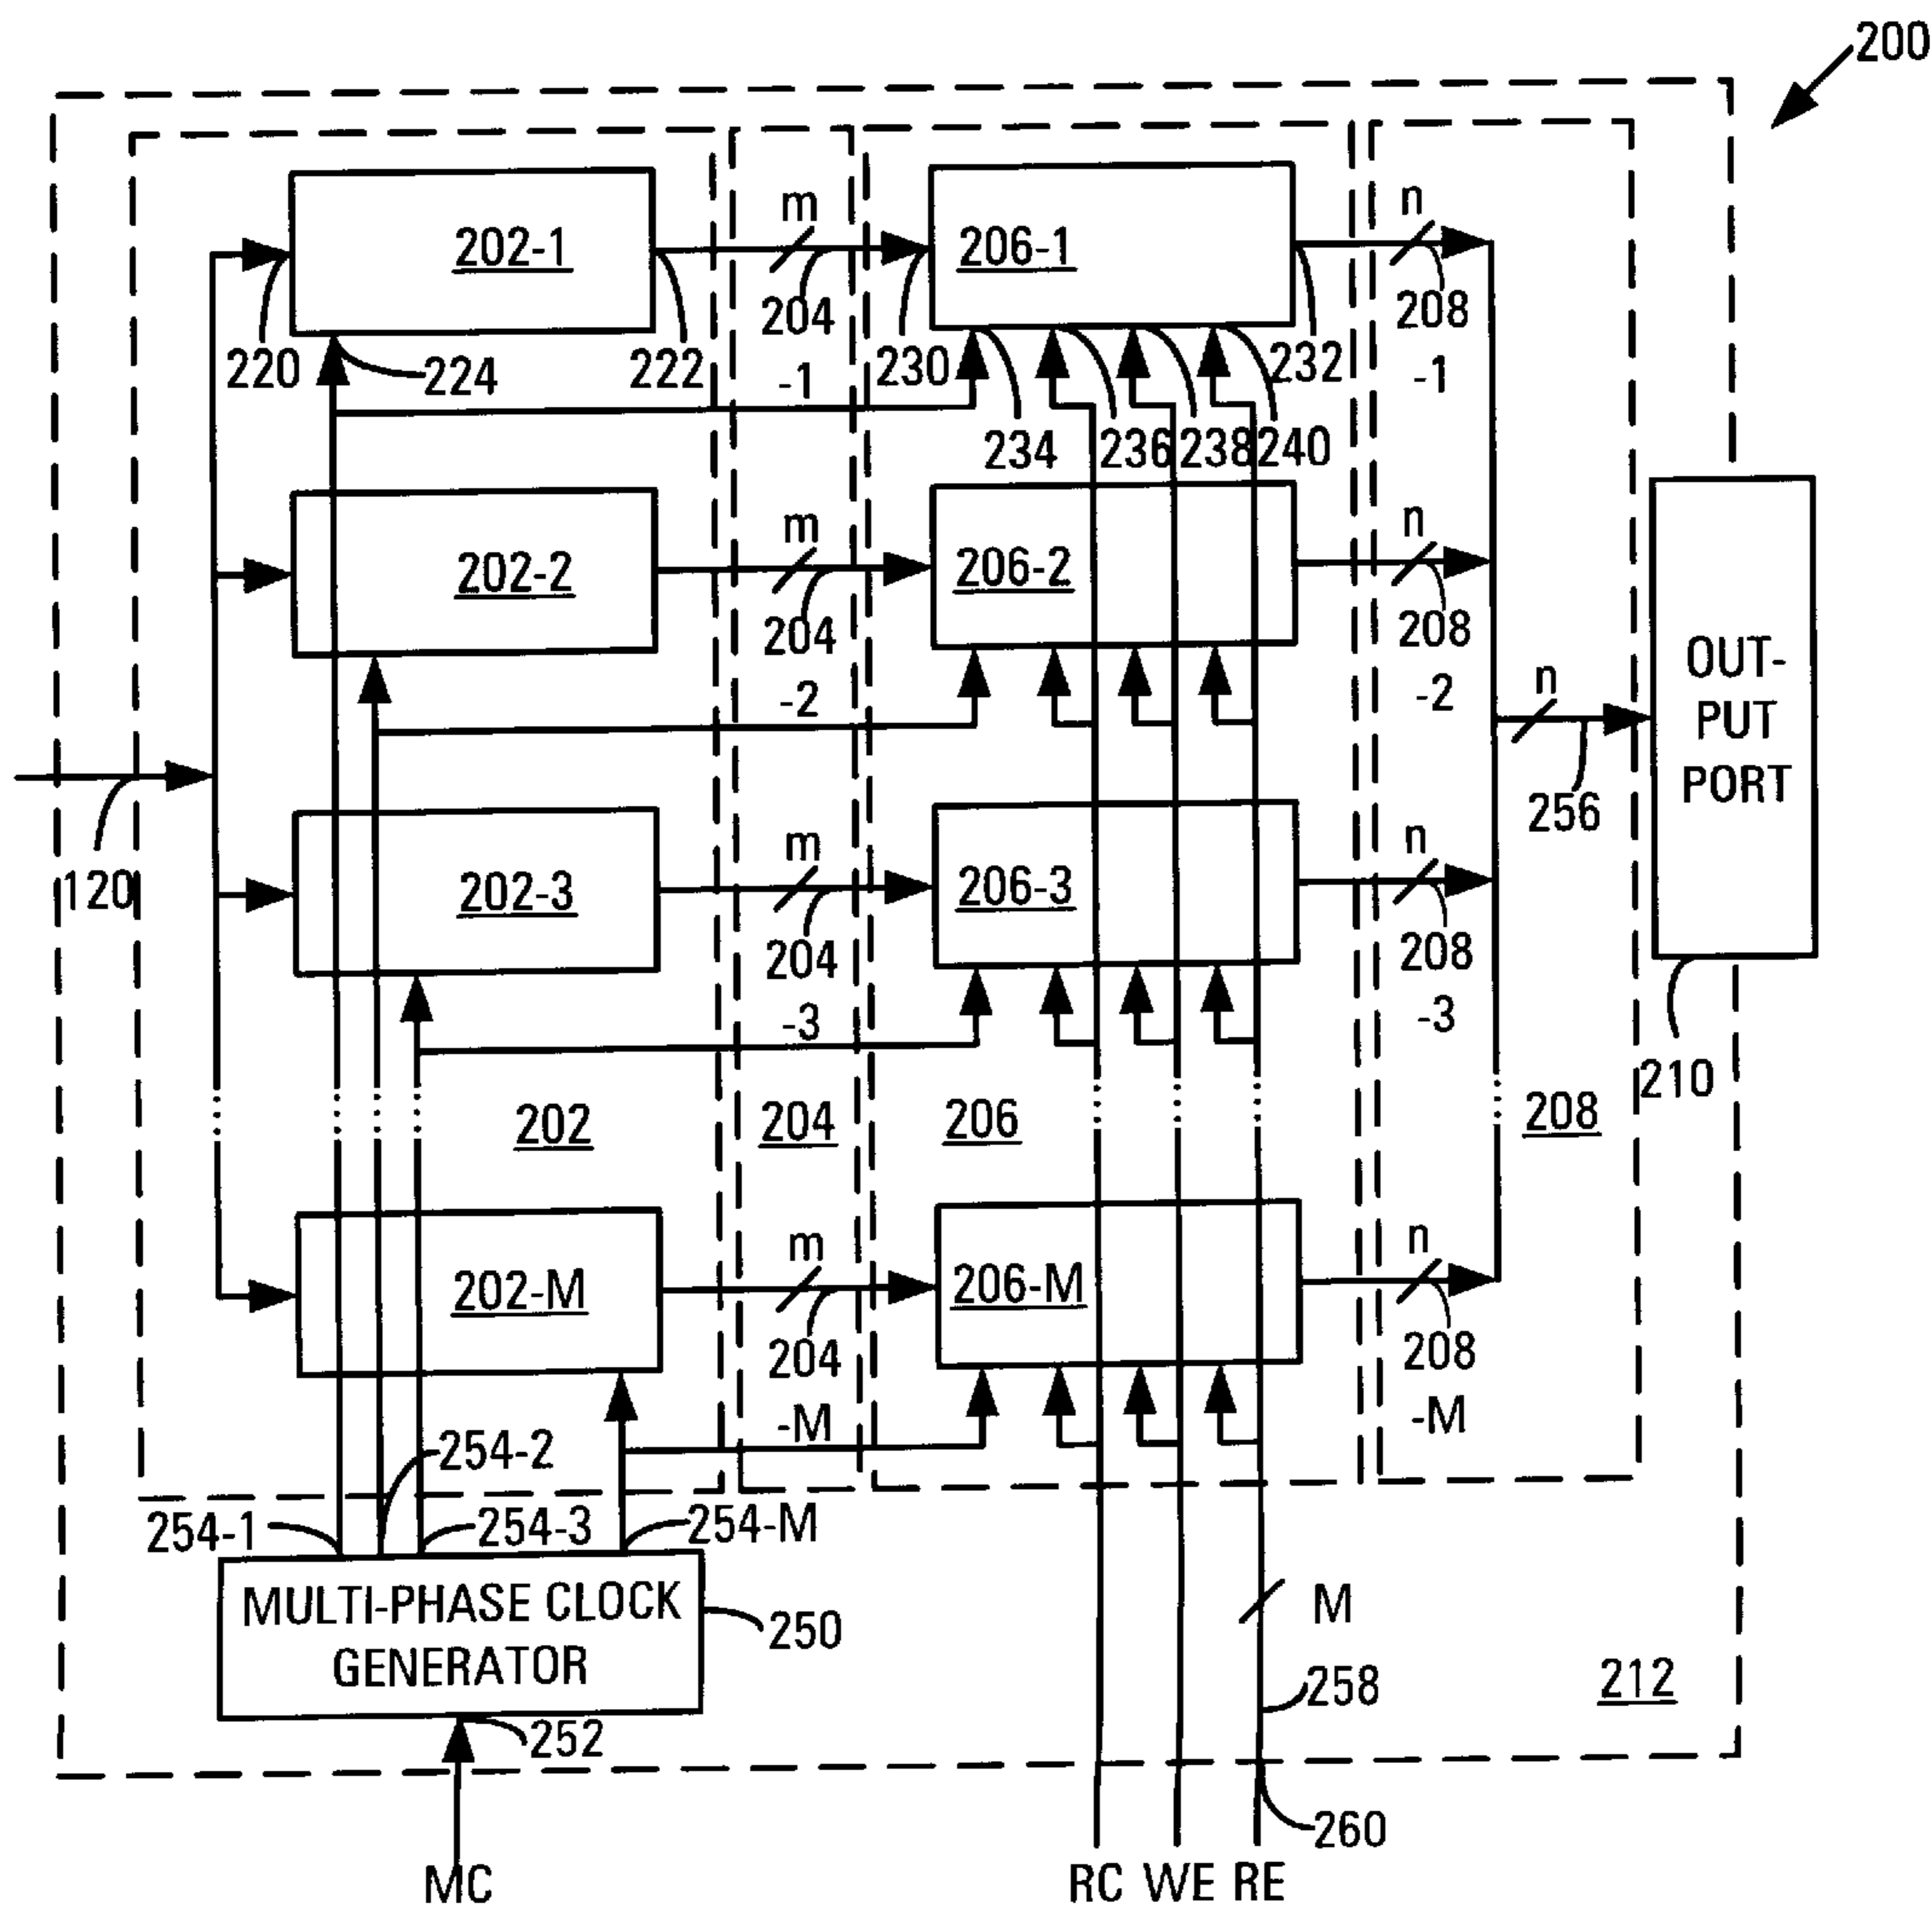 200
m
n
202-1
206-1
204
208
220
224
222
-1
230
232
-1
234
236
238
240
m
n
202-2
206-2
204
208
-2
-2
OUT-
PUT
PORT
n
256
120
m
n
202-3
206-3
204
208
-3
-3
210
202
204
206
208
m
n
202-M
206-M
204
208
-M
-M
254-2
254-1
254-3
254-M
MULTI-PHASE CLOCK
GENERATOR
250
M
258
212
252
260
MC
RC
WE
RE